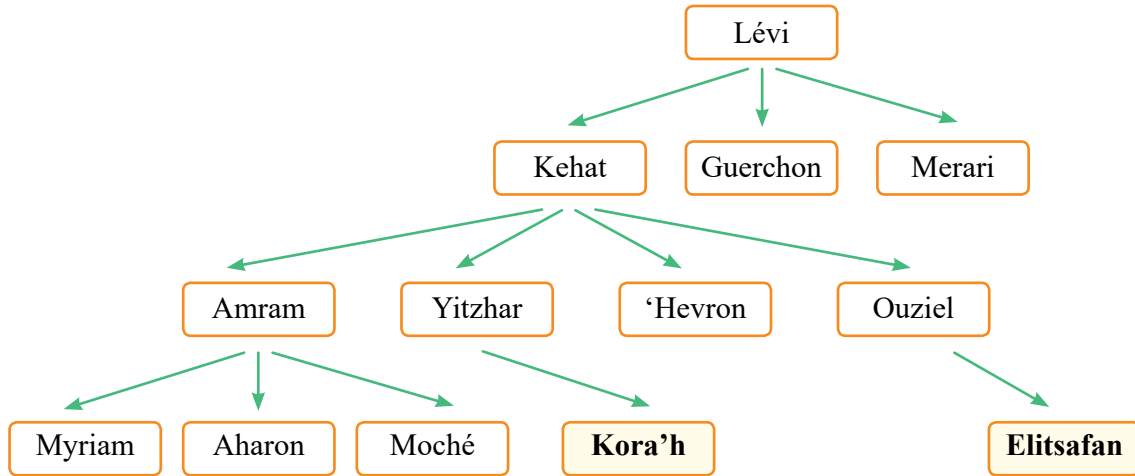 Lévi
Kehat
Guerchon
Merari
Amram
Yitzhar
‘Hevron
Ouziel
Myriam
Aharon
Moché
Kora’h
Elitsafan